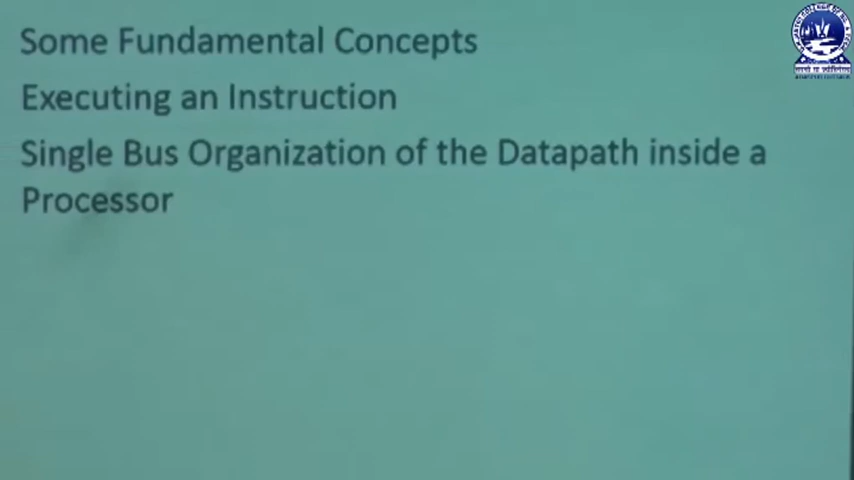 Some Fundamental Concepts
Executing an Instruction
Single Bus Organization of the Datapath inside a
Processor